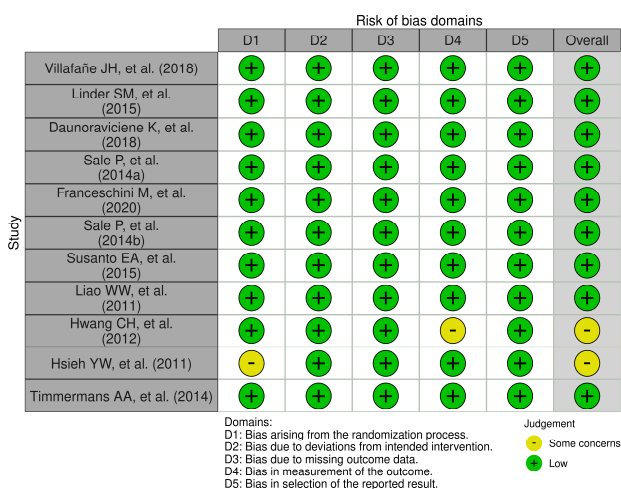 Risk of bias domains
D1 D2 D3 D4 D5 Overall
Study
Villafañe JH, et al. (2018) + + + + + +
Linder SM, et al.
(2015) + + + + + +
Daunoraviciene K, et al.
(2018) + + + + + +
Sale P, et al.
(2014a) + + + + + +
Franceschini M, et al.
(2020) + + + + + +
Sale P, et al.
(2014b) + + + + + +
Susanto EA, et al.
(2015) + + + + + +
Liao WW, et al.
(2011) + + + + + +
Hwang CH, et al.
(2012) + + + - + -
Hsieh YW, et al. (2011) - + + + + -
Timmermans AA, et al. (2014) + + + + + +
Domains:
D1: Bias arising from the randomization process.
D2: Bias due to deviations from intended intervention.
D3: Bias due to missing outcome data.
D4: Bias in measurement of the outcome.
D5: Bias in selection of the reported result.
Judgement
- Some concerns
+ Low